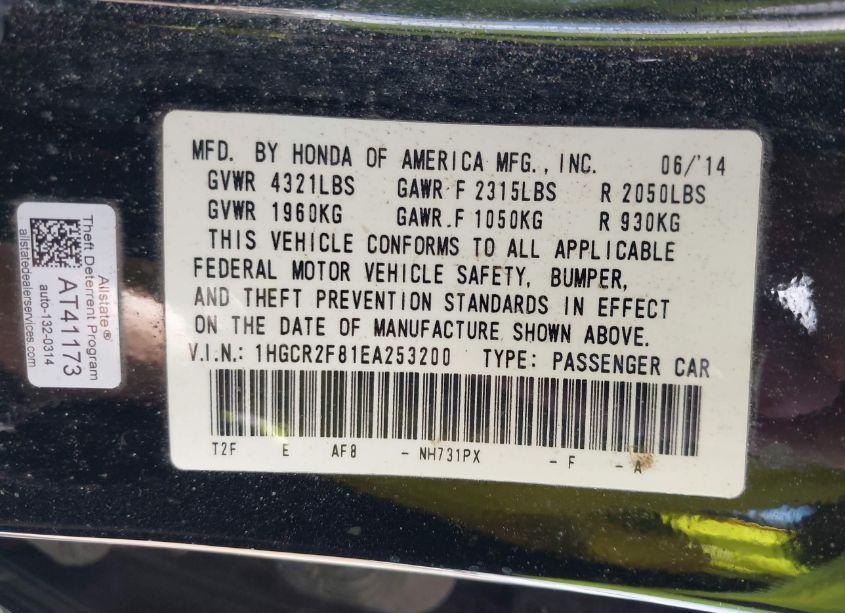 MFD. BY HONDA OF AMERICA MFG., INC. 06/'14
GVWR 4321LBS GAWR F 2315LBS R 2050LBS
GVWR 1960KG GAWR.F 1050KG R 930KG
THIS VEHICLE CONFORMS TO ALL APPLICABLE
FEDERAL MOTOR VEHICLE SAFETY, BUMPER,
AND THEFT PREVENTION STANDARDS IN EFFECT
ON THE DATE OF MANUFACTURE SHOWN ABOVE.
V.I.N.: 1HGCR2F81EA253200 TYPE: PASSENGER CAR
T2F E AF8 - NH731PX - F - A
Allstate®
Theft Deterrent Program
AT41173
auto-132-0314
allstatedealerservices.com